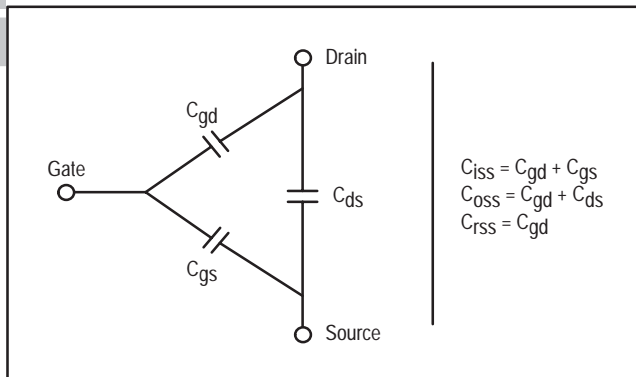 Drain
Cgd
Gate
Cds
Cgs
Source
Ciss = Cgd + Cgs
Coss = Cgd + Cds
Crss = Cgd